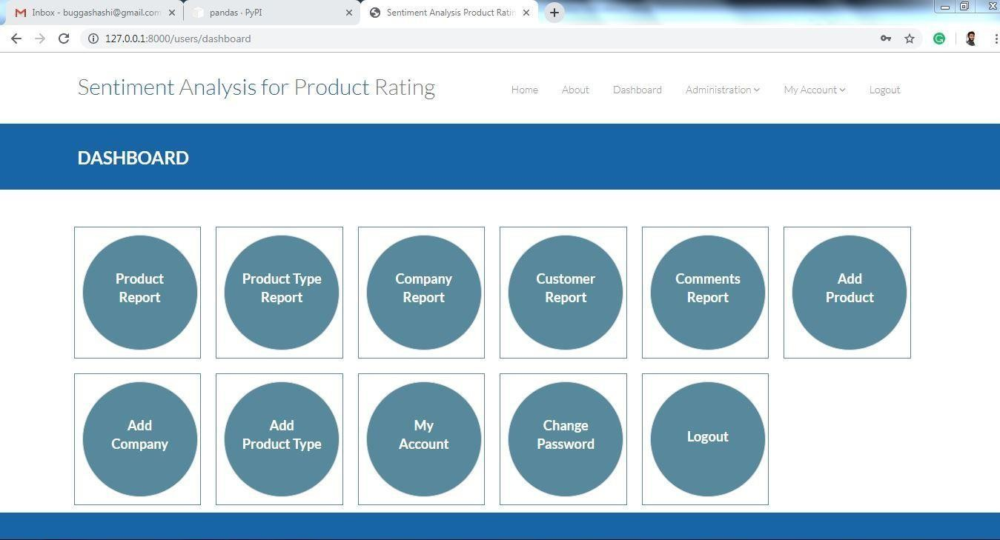 Inbox - buggashashi@gmail.com
pandas · PyPI
Sentiment Analysis Product Ratin
127.0.0.1:8000/users/dashboard
Sentiment Analysis for Product Rating
Home About Dashboard Administration My Account Logout
DASHBOARD
Product Report
Product Type Report
Company Report
Customer Report
Comments Report
Add Product
Add Company
Add Product Type
My Account
Change Password
Logout